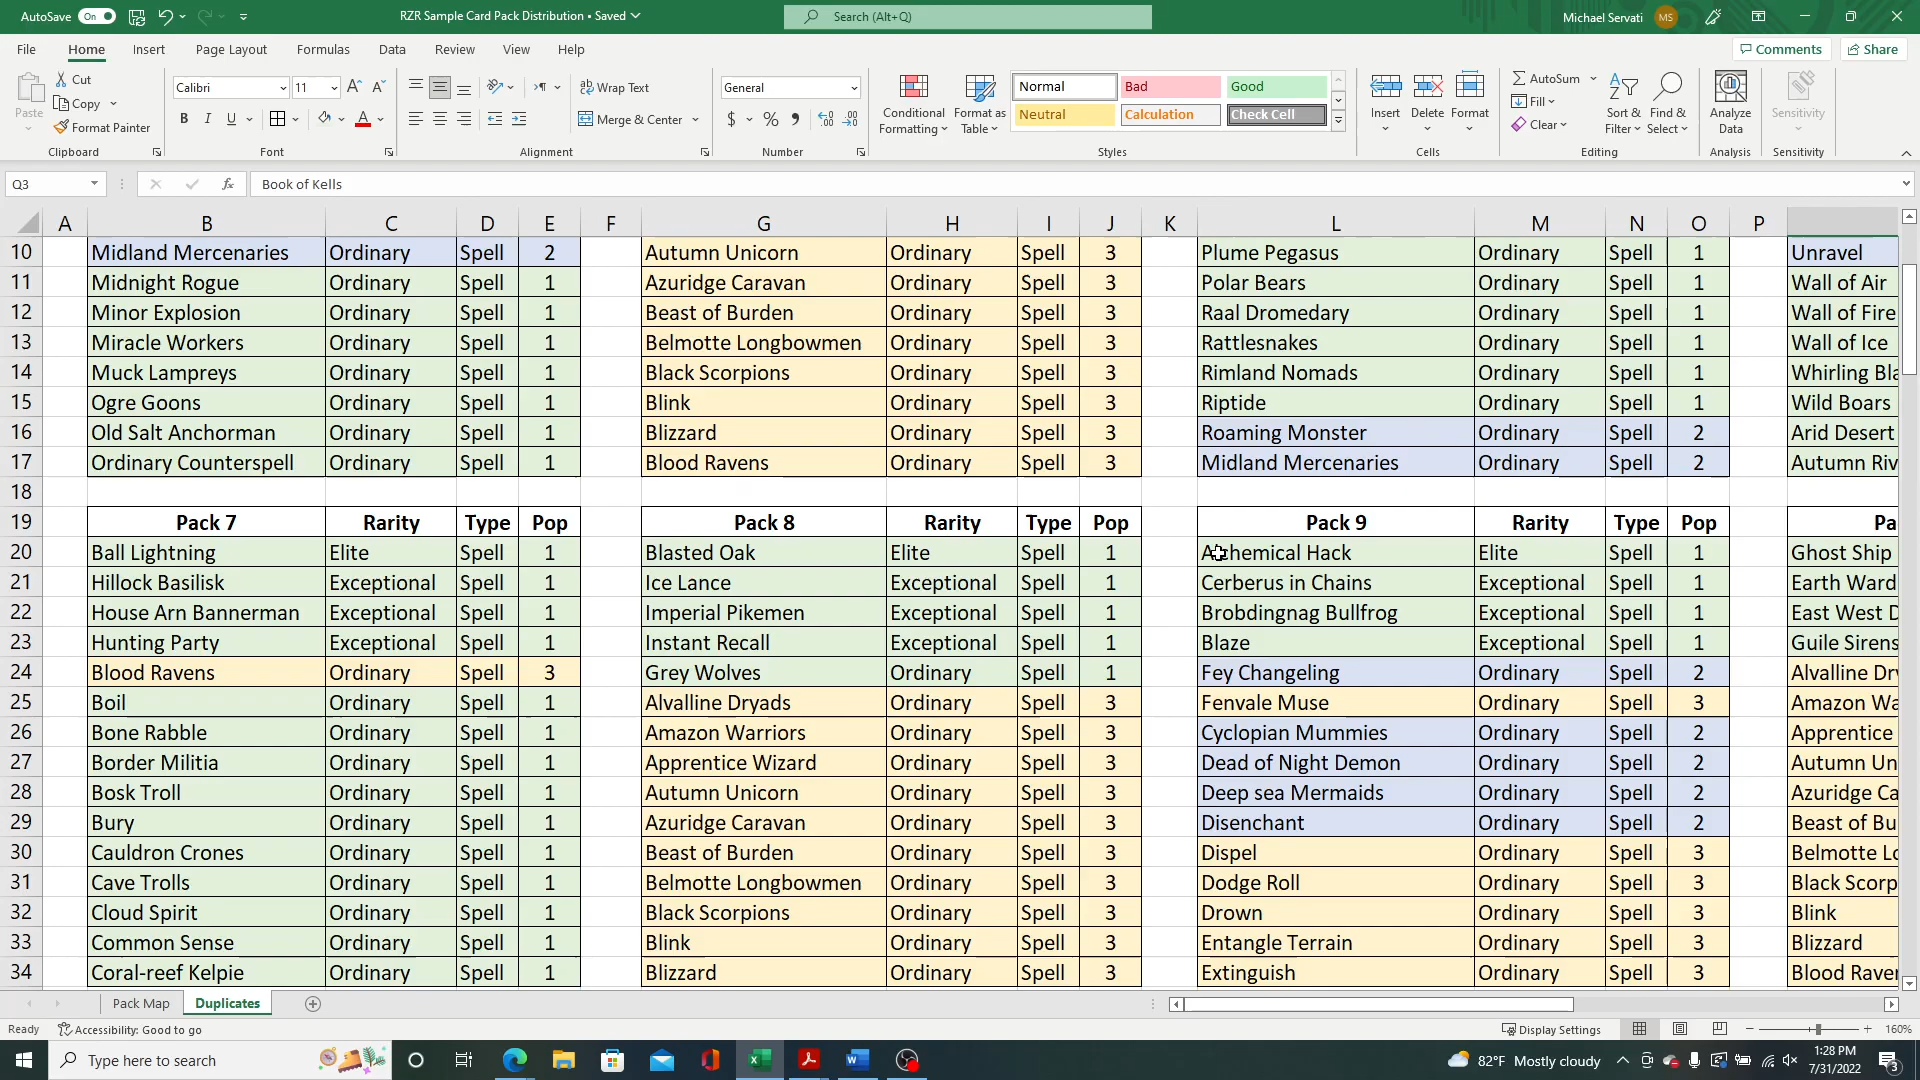 AutoSave On RZR Sample Card Pack Distribution • Saved Search (Alt+Q) Michael Servati MS
File Home Insert Page Layout Formulas Data Review View Help Comments Share
Paste Cut Copy Format Painter Clipboard
Calibri 11 A A B I U A Font
ab Wrap Text Merge & Center Alignment
General $ % 9 Number
Conditional Formatting Format as Table Normal Bad Good Neutral Calculation Check Cell Styles
Insert Delete Format Cells
AutoSum Fill Clear Sort & Filter Find & Select Editing
Analyze Data Analysis Sensitivity Sensitivity
Q3 fx Book of Kells
A B C D E F G H I J K L M N O P
10 Midland Mercenaries Ordinary Spell 2 Autumn Unicorn Ordinary Spell 3 Plume Pegasus Ordinary Spell 1 Unravel
11 Midnight Rogue Ordinary Spell 1 Azuridge Caravan Ordinary Spell 3 Polar Bears Ordinary Spell 1 Wall of Air
12 Minor Explosion Ordinary Spell 1 Beast of Burden Ordinary Spell 3 Raal Dromedary Ordinary Spell 1 Wall of Fire
13 Miracle Workers Ordinary Spell 1 Belmotte Longbowmen Ordinary Spell 3 Rattlesnakes Ordinary Spell 1 Wall of Ice
14 Muck Lampreys Ordinary Spell 1 Black Scorpions Ordinary Spell 3 Rimland Nomads Ordinary Spell 1 Whirling Bla
15 Ogre Goons Ordinary Spell 1 Blink Ordinary Spell 3 Riptide Ordinary Spell 1 Wild Boars
16 Old Salt Anchorman Ordinary Spell 1 Blizzard Ordinary Spell 3 Roaming Monster Ordinary Spell 2 Arid Desert
17 Ordinary Counterspell Ordinary Spell 1 Blood Ravens Ordinary Spell 3 Midland Mercenaries Ordinary Spell 2 Autumn Riv
18
19 Pack 7 Rarity Type Pop Pack 8 Rarity Type Pop Pack 9 Rarity Type Pop Pa
20 Ball Lightning Elite Spell 1 Blasted Oak Elite Spell 1 Alchemical Hack Elite Spell 1 Ghost Ship
21 Hillock Basilisk Exceptional Spell 1 Ice Lance Exceptional Spell 1 Cerberus in Chains Exceptional Spell 1 Earth Ward
22 House Arn Bannerman Exceptional Spell 1 Imperial Pikemen Exceptional Spell 1 Brobdingnag Bullfrog Exceptional Spell 1 East West D
23 Hunting Party Exceptional Spell 1 Instant Recall Exceptional Spell 1 Blaze Exceptional Spell 1 Guile Sirens
24 Blood Ravens Ordinary Spell 3 Grey Wolves Ordinary Spell 1 Fey Changeling Ordinary Spell 2 Alvalline Dry
25 Boil Ordinary Spell 1 Alvalline Dryads Ordinary Spell 3 Fenvale Muse Ordinary Spell 3 Amazon Wa
26 Bone Rabble Ordinary Spell 1 Amazon Warriors Ordinary Spell 3 Cyclopian Mummies Ordinary Spell 2 Apprentice
27 Border Militia Ordinary Spell 1 Apprentice Wizard Ordinary Spell 3 Dead of Night Demon Ordinary Spell 2 Autumn Un
28 Bosk Troll Ordinary Spell 1 Autumn Unicorn Ordinary Spell 3 Deep sea Mermaids Ordinary Spell 2 Azuridge Ca
29 Bury Ordinary Spell 1 Azuridge Caravan Ordinary Spell 3 Disenchant Ordinary Spell 2 Beast of Bu
30 Cauldron Crones Ordinary Spell 1 Beast of Burden Ordinary Spell 3 Dispel Ordinary Spell 3 Belmotte Lo
31 Cave Trolls Ordinary Spell 1 Belmotte Longbowmen Ordinary Spell 3 Dodge Roll Ordinary Spell 3 Black Scorp
32 Cloud Spirit Ordinary Spell 1 Black Scorpions Ordinary Spell 3 Drown Ordinary Spell 3 Blink
33 Common Sense Ordinary Spell 1 Blink Ordinary Spell 3 Entangle Terrain Ordinary Spell 3 Blizzard
34 Coral-reef Kelpie Ordinary Spell 1 Blizzard Ordinary Spell 3 Extinguish Ordinary Spell 3 Blood Raver
Pack Map Duplicates
Ready Accessibility: Good to go Display Settings 160%
Type here to search 82°F Mostly cloudy 1:28 PM
7/31/2022 3